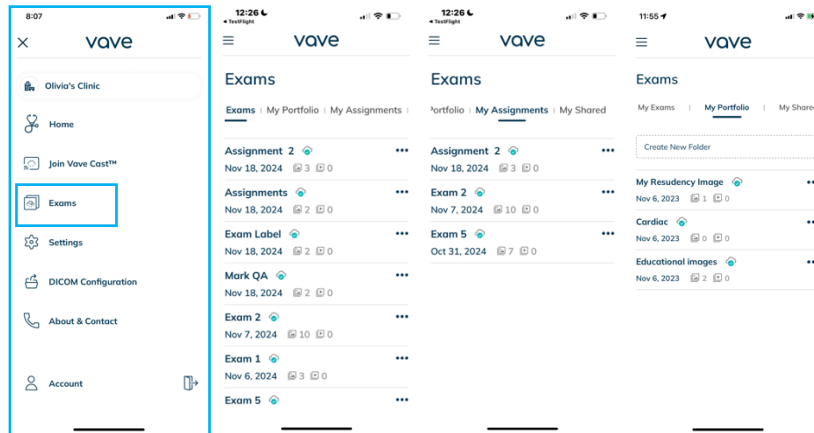 8:07
vave
Olivia's Clinic
Home
Join Vave Cast™
Exams
Settings
DICOM Configuration
About & Contact
Account
12:26
◀ TestFlight
vave
Exams
Exams | My Portfolio | My Assignments |
Assignment 2
Nov 18, 2024 3 0
Assignments
Nov 18, 2024 2 0
Exam Label
Nov 18, 2024 2 0
Mark QA
Nov 18, 2024 2 0
Exam 2
Nov 7, 2024 10 0
Exam 1
Nov 6, 2024 3 0
Exam 5
12:26
◀ TestFlight
vave
Exams
Portfolio | My Assignments | My Shared
Assignment 2
Nov 18, 2024 3 0
Exam 2
Nov 7, 2024 10 0
Exam 5
Oct 31, 2024 7 0
11:55
vave
Exams
My Exams | My Portfolio | My Shared
Create New Folder
My Resudency Image
Nov 6, 2023 1 0
Cardiac
Nov 6, 2023 0 0
Educational images
Nov 6, 2023 2 0